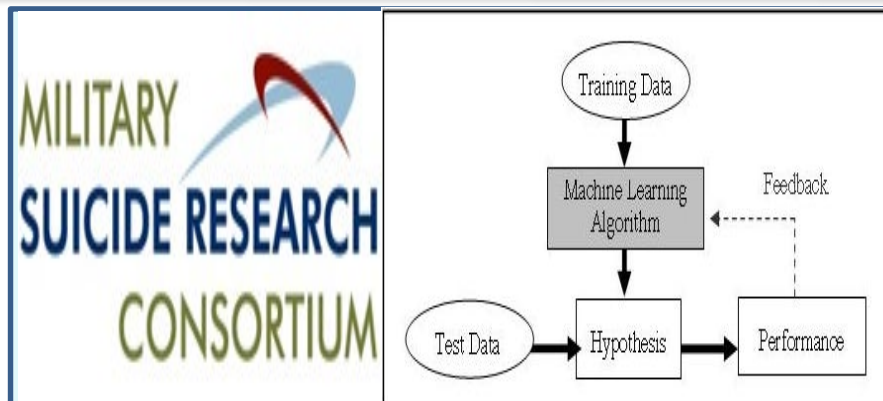 MILITARY
SUICIDE RESEARCH
CONSORTIUM
Training Data
Machine Learning
Algorithm
Feedback
Test Data
Hypothesis
Performance